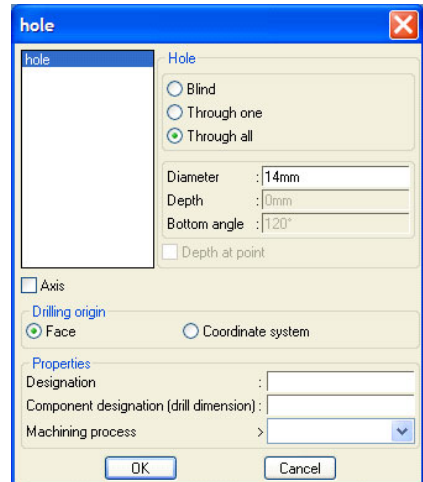 hole
hole
Hole
Blind
Through one
Through all
Diameter : 14mm
Depth : 0mm
Bottom angle : 120°
Depth at point
Axis
Drilling origin
Face Coordinate system
Properties
Designation :
Component designation (drill dimension) :
Machining process >
OK Cancel